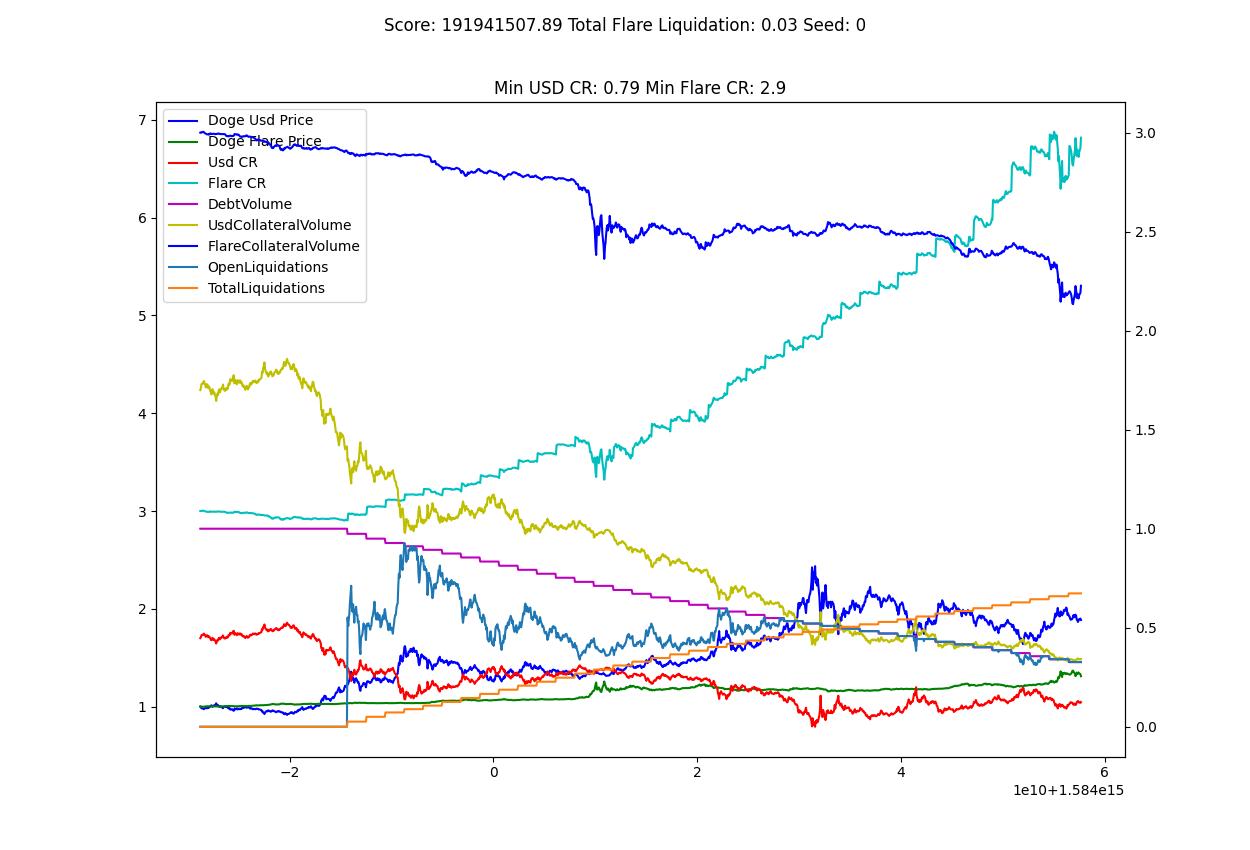 Score: 191941507.89 Total Flare Liquidation: 0.03 Seed: 0
Min USD CR: 0.79 Min Flare CR: 2.9
Doge Usd Price
Doge Flare Price
Usd CR
Flare CR
DebtVolume
UsdCollateralVolume
FlareCollateralVolume
OpenLiquidations
TotalLiquidations
7
6
5
4
3
2
1
3.0
2.5
2.0
1.5
1.0
0.5
0.0
−2 0 2 4 6
1e10+1.584e15